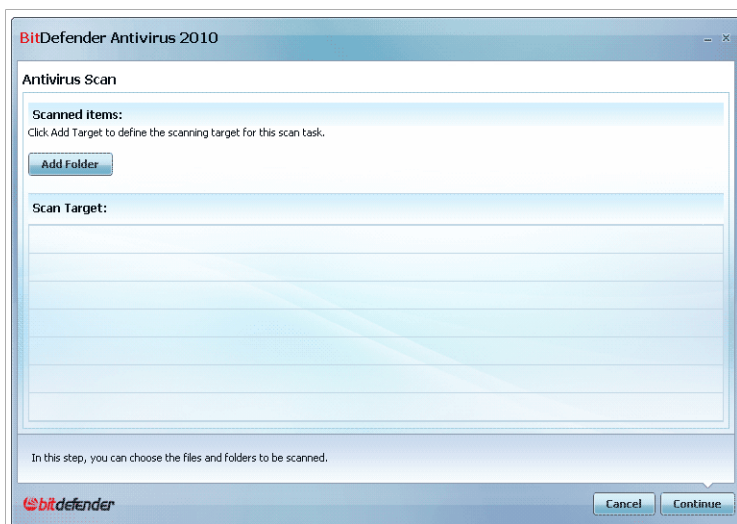 BitDefender Antivirus 2010
Antivirus Scan
Scanned items:
Click Add Target to define the scanning target for this scan task.
Add Folder
Scan Target:
In this step, you can choose the files and folders to be scanned.
bitdefender
Cancel
Continue